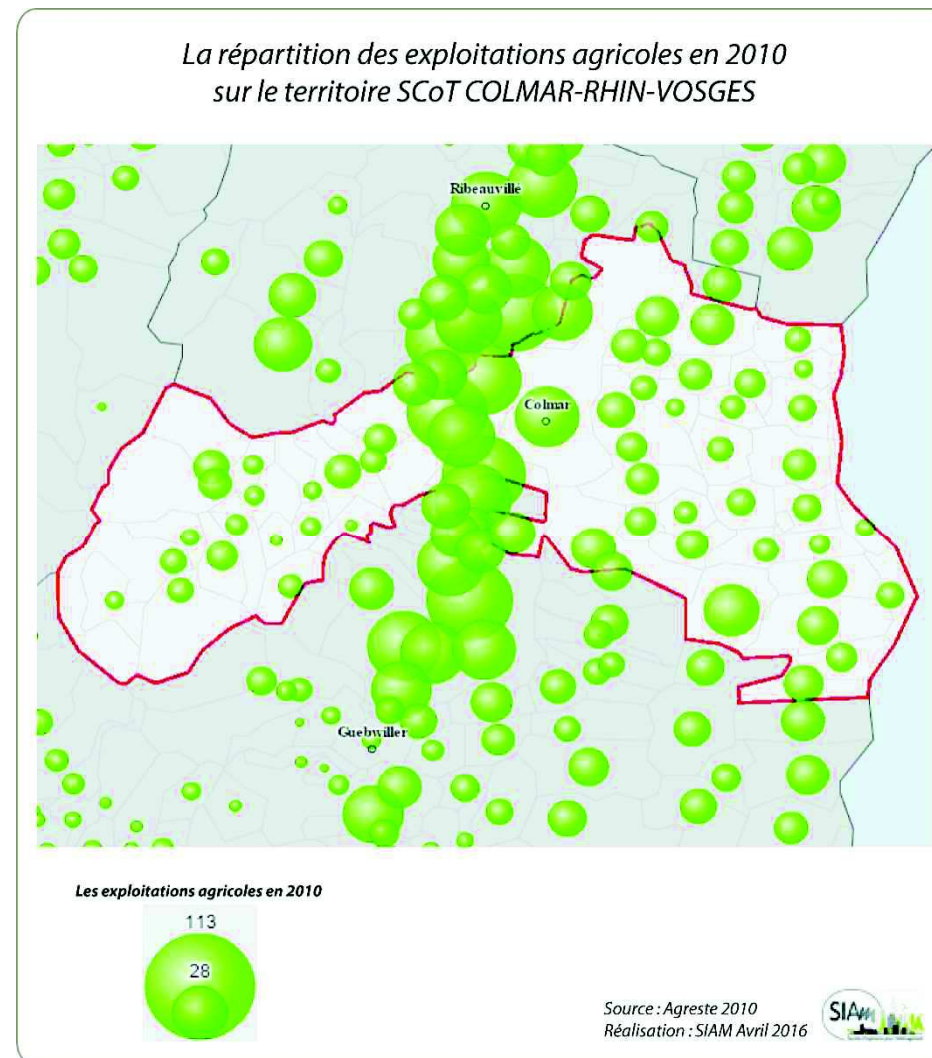 La répartition des exploitations agricoles en 2010
sur le territoire SCoT COLMAR-RHIN-VOSGES
Ribeauvillé
Colmar
Guebwiller
Les exploitations agricoles en 2010
113
28
Source : Agreste 2010
Réalisation : SIAM Avril 2016
SIAm